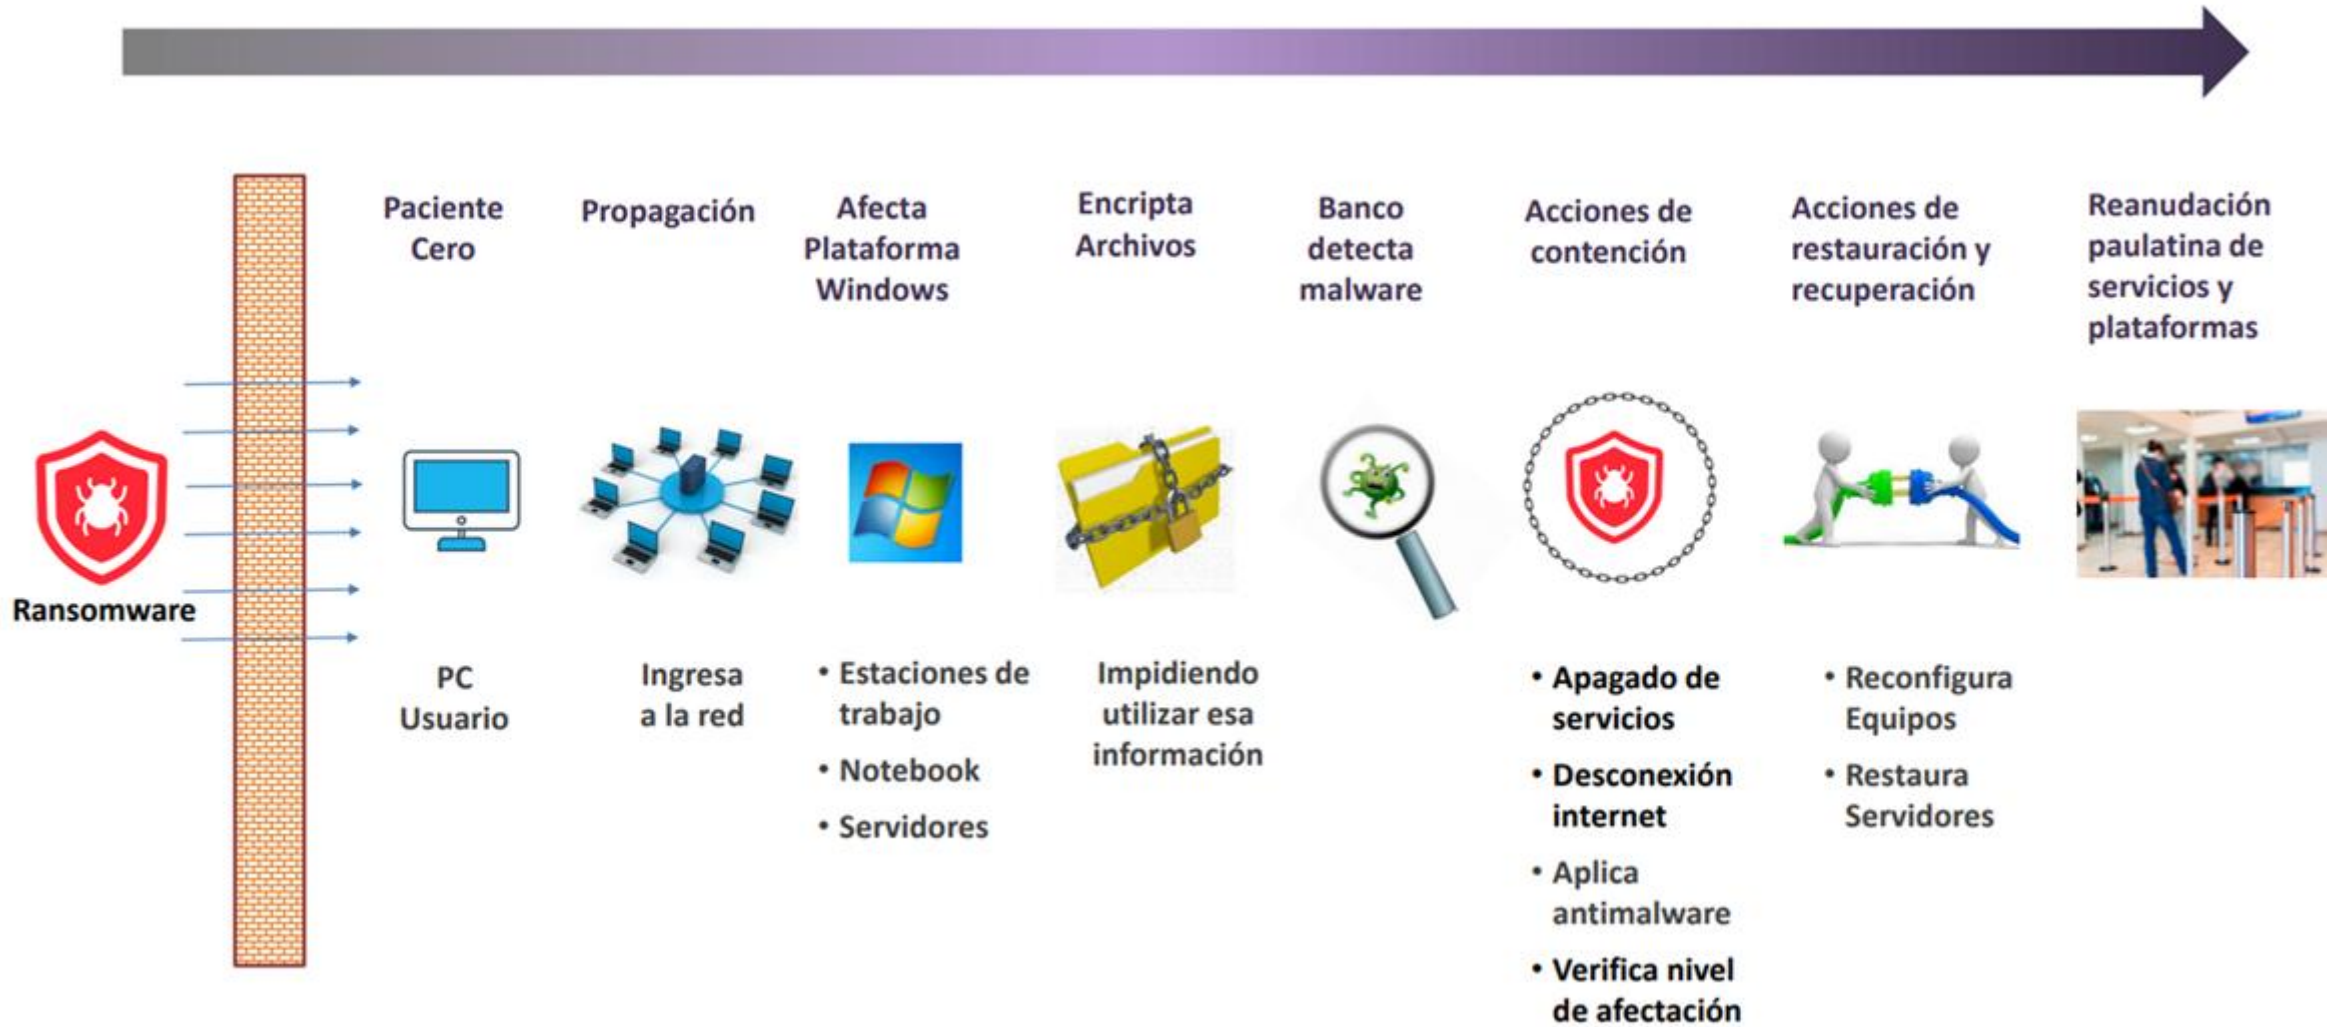 Paciente
Cero
Propagación
Afecta
Plataforma
Windows
Encripta
Archivos
Banco
detecta
malware
Acciones de
contención
Acciones de
restauración y
recuperación
Reanudación
paulatina de
servicios y
plataformas
Ransomware
PC
Usuario
Ingresa
a la red
• Estaciones de
trabajo
• Notebook
• Servidores
Impidiendo
utilizar esa
información
• Apagado de
servicios
• Desconexión
internet
• Aplica
antimalware
• Verifica nivel
de afectación
• Reconfigura
Equipos
• Restaura
Servidores